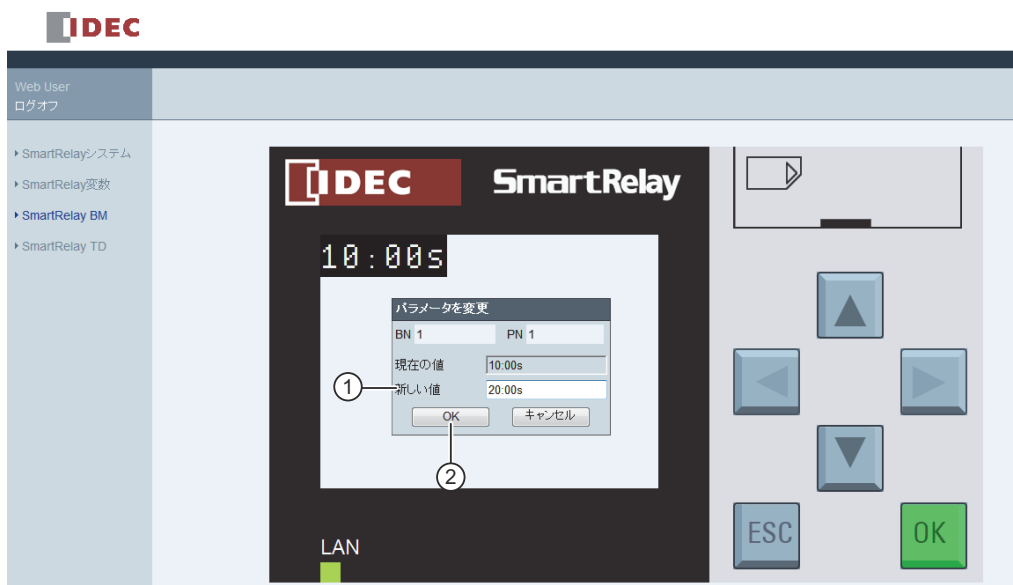 IDEC
Web User
ログオフ
SmartRelayシステム
SmartRelay変数
SmartRelay BM
SmartRelay TD
IDEC SmartRelay
10:00s
パラメータを変更
BN 1 PN 1
現在の値 10:00s
① 新しい値 20:00s
OK キャンセル
②
LAN
ESC
OK